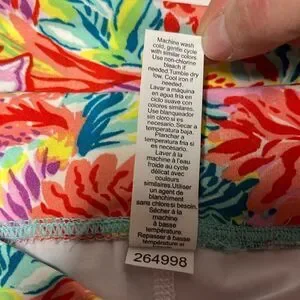 Machine wash
cold, gentle cycle
with similar colors.
Use non-chlorine
bleach if
needed.Tumble dry
low, Cool iron if
needed.
Lavar a máquina
en agua fria en
ciclo suave con
colores similares.
Use blanqueador
sin cloro si es
necesario. Secar a
temperatura baja.
Planchar a
temperatura fria si
es necesario.
Laver à la
machine à l'eau
froide au cycle
délicat avec
couleurs
similaires.Utiliser
un agent de
blanchiment
sans chlore si
besoin.Sécher
à la machine à
basse
température.
Repasser à basse
température si
264998